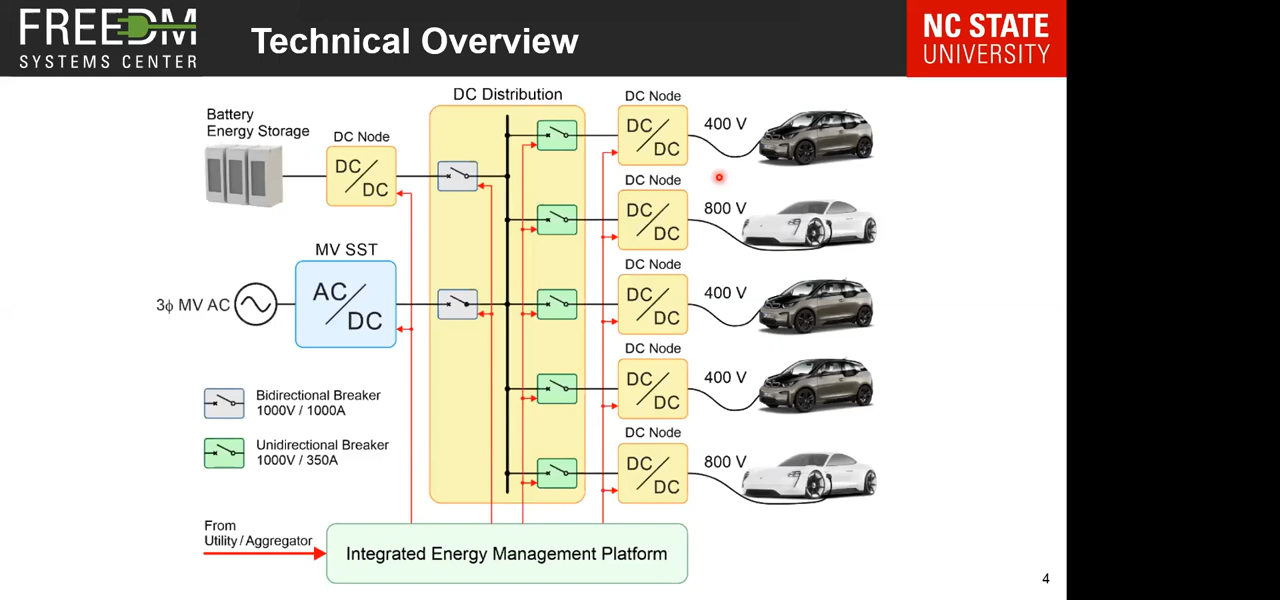 FREEDM
SYSTEMS CENTER
Technical Overview
NC STATE
UNIVERSITY
Battery
Energy Storage
DC Node
DC/DC
MV SST
3ϕ MV AC
AC/DC
DC Distribution
DC Node
DC/DC
400 V
DC Node
DC/DC
800 V
DC Node
DC/DC
400 V
DC Node
DC/DC
400 V
DC Node
DC/DC
800 V
Bidirectional Breaker
1000V / 1000A
Unidirectional Breaker
1000V / 350A
From
Utility / Aggregator
Integrated Energy Management Platform
4